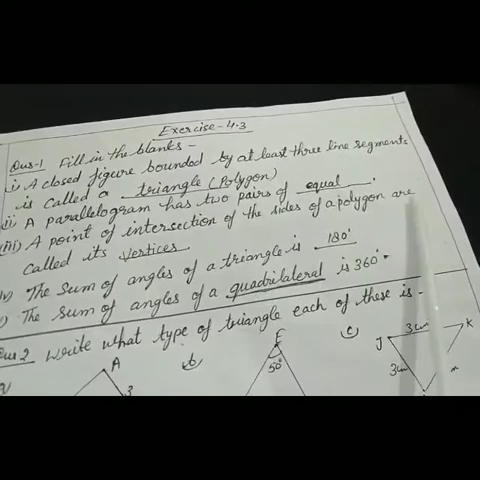 Exercise-4.3
Qus-1 Fill in the blanks-
i) A closed figure bounded by at least three line segments
is called a triangle (Polygon)
ii) A parallelogram has two pairs of equal.
(iii) A point of intersection of the sides of a polygon are
called its vertices
iv) The sum of angles of a triangle is 180°
v) The sum of angles of a quadrilateral is 360°.
Qus 2 Write what type of triangle each of these is-
a) A 3
b) E 50°
c) J 3cm K
3cm m